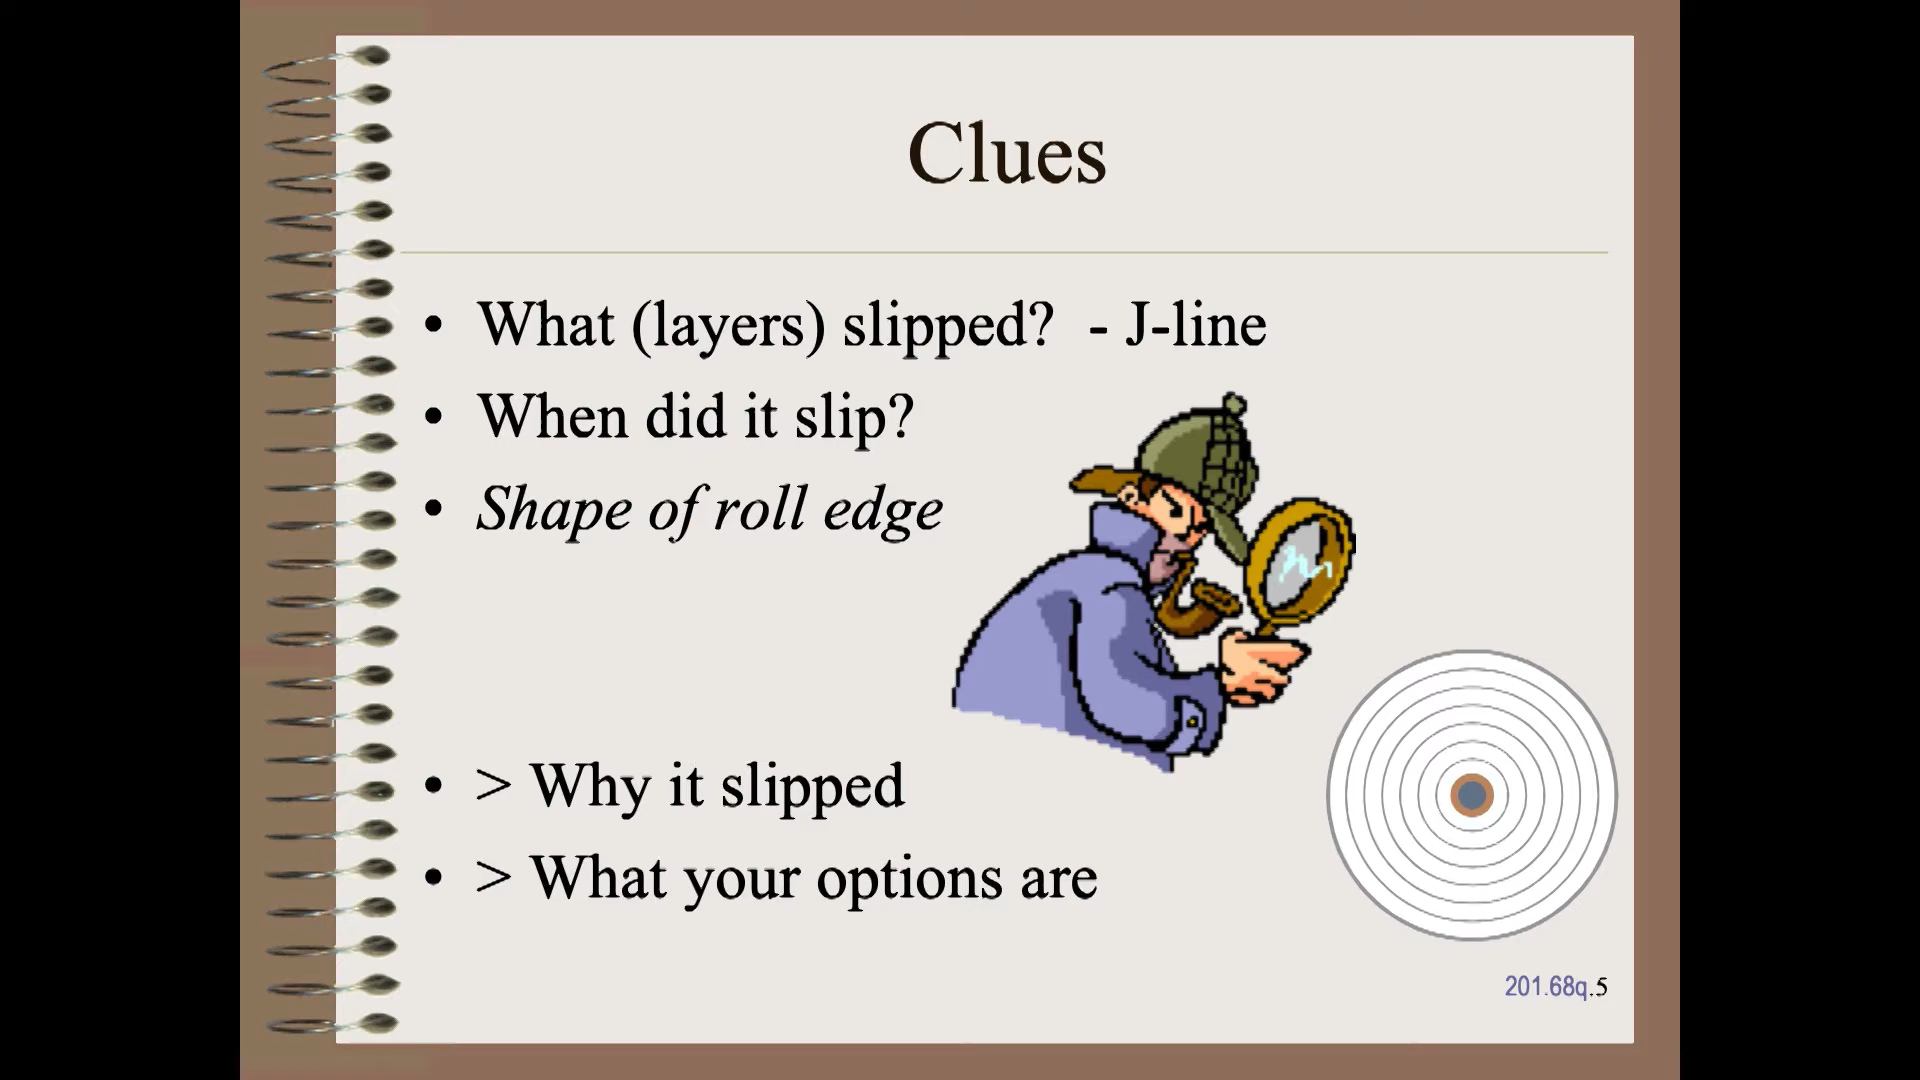 Clues
• What (layers) slipped?  - J-line
• When did it slip?
• Shape of roll edge
• > Why it slipped
• > What your options are
201.68q.5